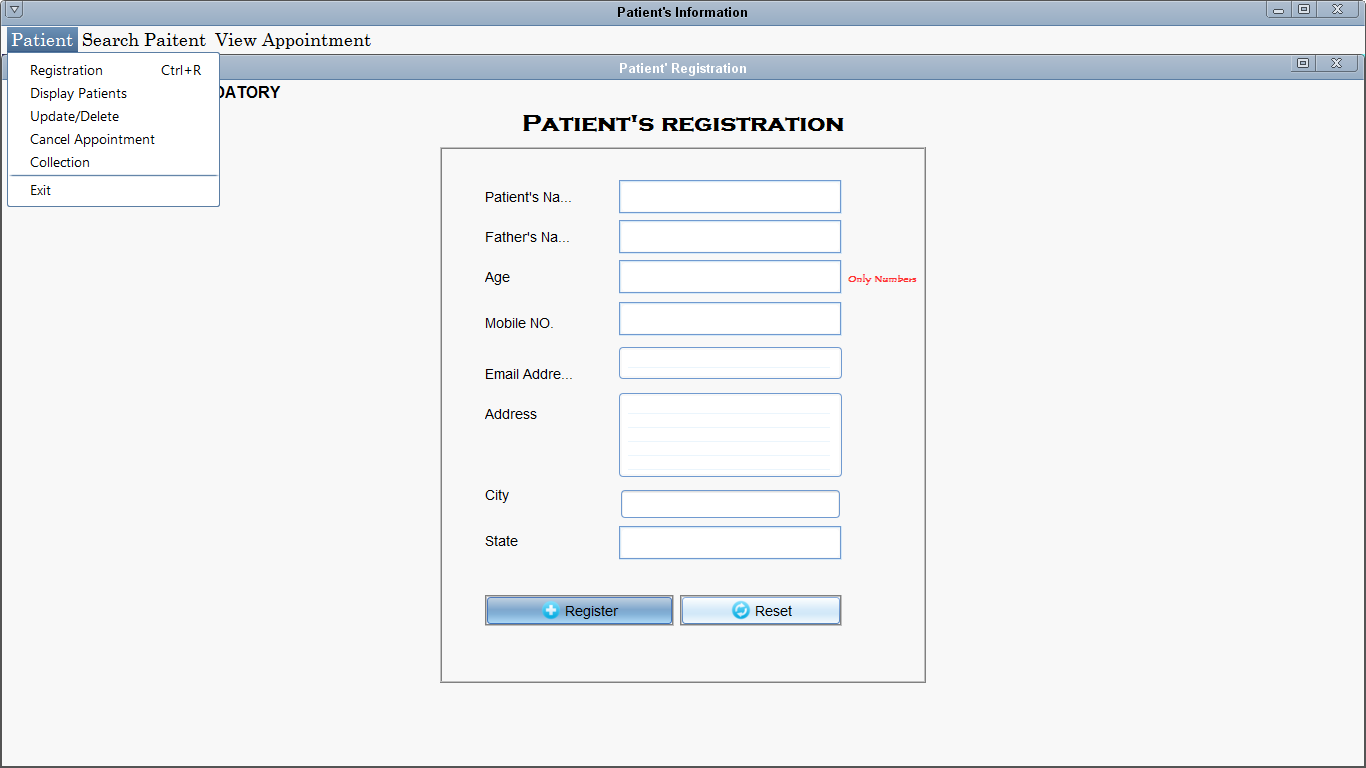 Patient's Information
Patient Search Paitent View Appointment
Patient' Registration
Registration Ctrl+R
Display Patients
Update/Delete
Cancel Appointment
Collection
Exit
Patient's registration
Patient's Na...
Father's Na...
Age
Only Numbers
Mobile NO.
Email Addre...
Address
City
State
Register Reset